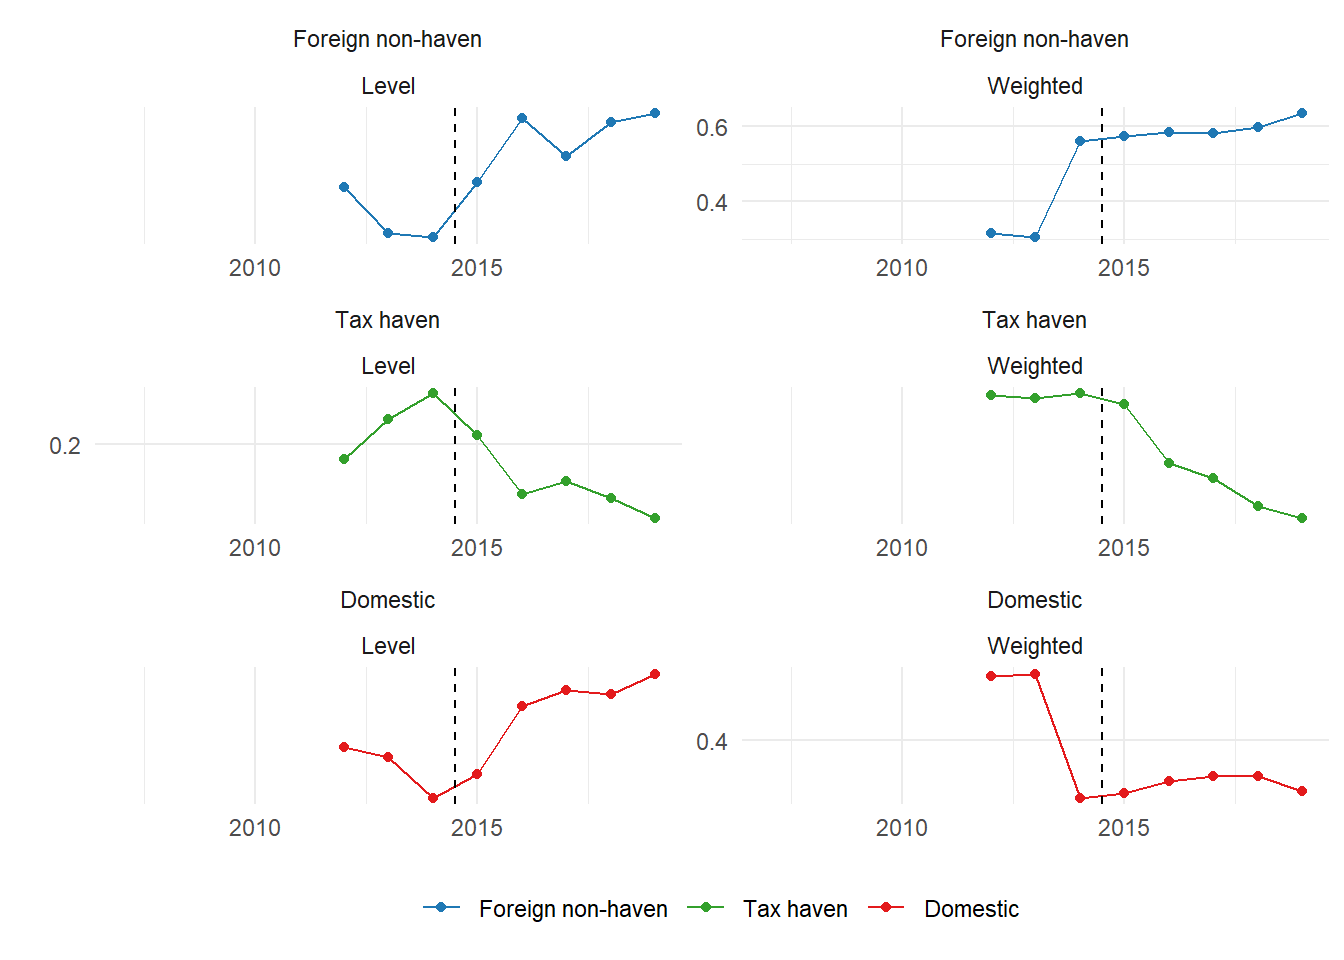 Foreign non-haven Foreign non-haven
Level Weighted
0.6
0.4
2010 2015 2010 2015
Tax haven Tax haven
Level Weighted
0.2
2010 2015 2010 2015
Domestic Domestic
Level Weighted
0.4
2010 2015 2010 2015
Foreign non-haven Tax haven Domestic